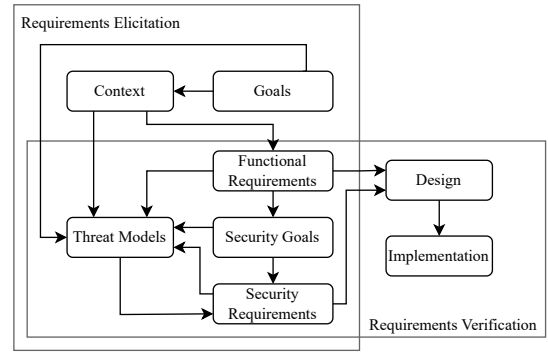 Requirements Elicitation
Context
Goals
Functional
Requirements
Design
Threat Models
Security Goals
Implementation
Security
Requirements
Requirements Verification